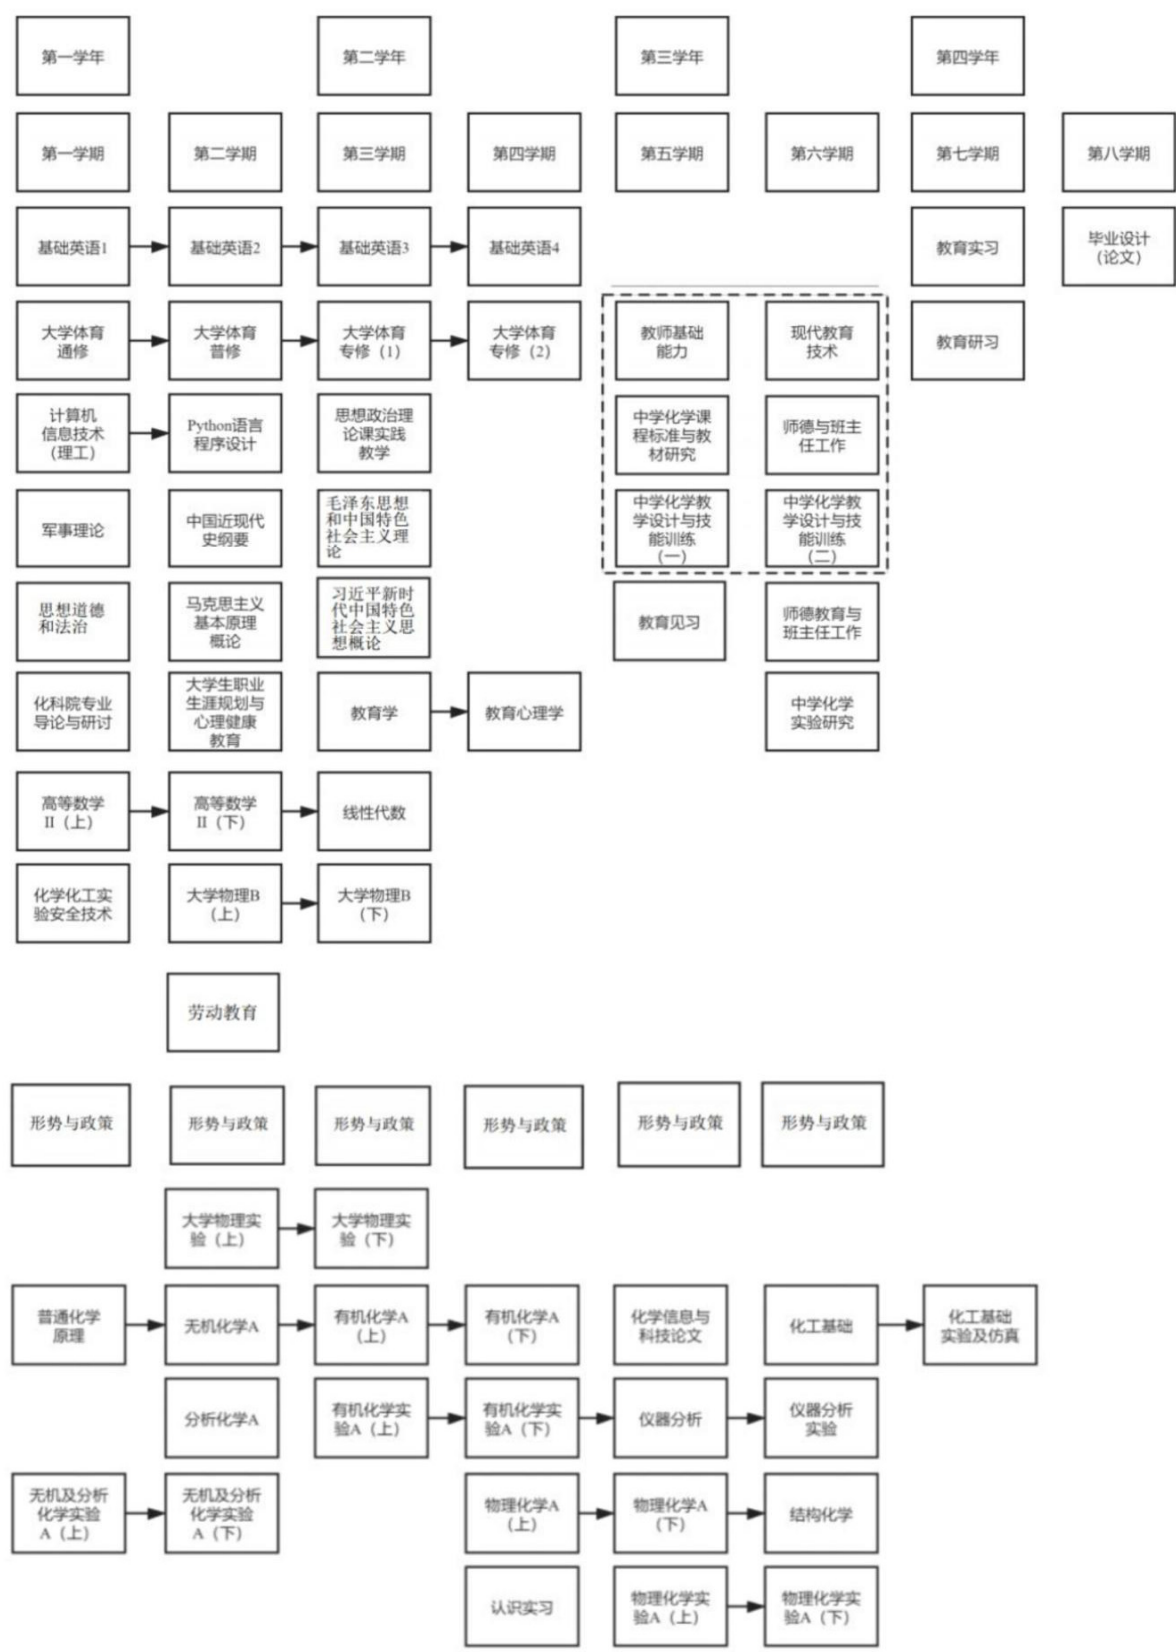 第一学年
第二学年
第三学年
第四学年
第一学期
第二学期
第三学期
第四学期
第五学期
第六学期
第七学期
第八学期
基础英语1
基础英语2
基础英语3
基础英语4
教育实习
毕业设计
（论文）
大学体育
通修
大学体育
普修
大学体育
专修（1）
大学体育
专修（2）
教师基础
能力
现代教育
技术
教育研习
计算机
信息技术
（理工）
Python语言
程序设计
思想政治理
论课实践
教学
中学化学课
程标准与教
材研究
师德与班主
任工作
军事理论
中国近现代
史纲要
毛泽东思想
和中国特色
社会主义理
论
中学化学教
学设计与技
能训练
（一）
中学化学教
学设计与技
能训练
（二）
思想道德
和法治
马克思主义
基本原理
概论
习近平新时
代中国特色
社会主义思
想概论
教育见习
师德教育与
班主任工作
化科院专业
导论与研讨
大学生职业
生涯规划与
心理健康
教育
教育学
教育心理学
中学化学
实验研究
高等数学
II（上）
高等数学
II（下）
线性代数
化学化工实
验安全技术
大学物理B
（上）
大学物理B
（下）
劳动教育
形势与政策
形势与政策
形势与政策
形势与政策
形势与政策
形势与政策
大学物理实
验（上）
大学物理实
验（下）
普通化学
原理
无机化学A
有机化学A
（上）
有机化学A
（下）
化学信息与
科技论文
化工基础
化工基础
实验及仿真
分析化学A
有机化学实
验A（上）
有机化学实
验A（下）
仪器分析
仪器分析
实验
无机及分析
化学实验
A（上）
无机及分析
化学实验
A（下）
物理化学A
（上）
物理化学A
（下）
结构化学
认识实习
物理化学实
验A（上）
物理化学实
验A（下）